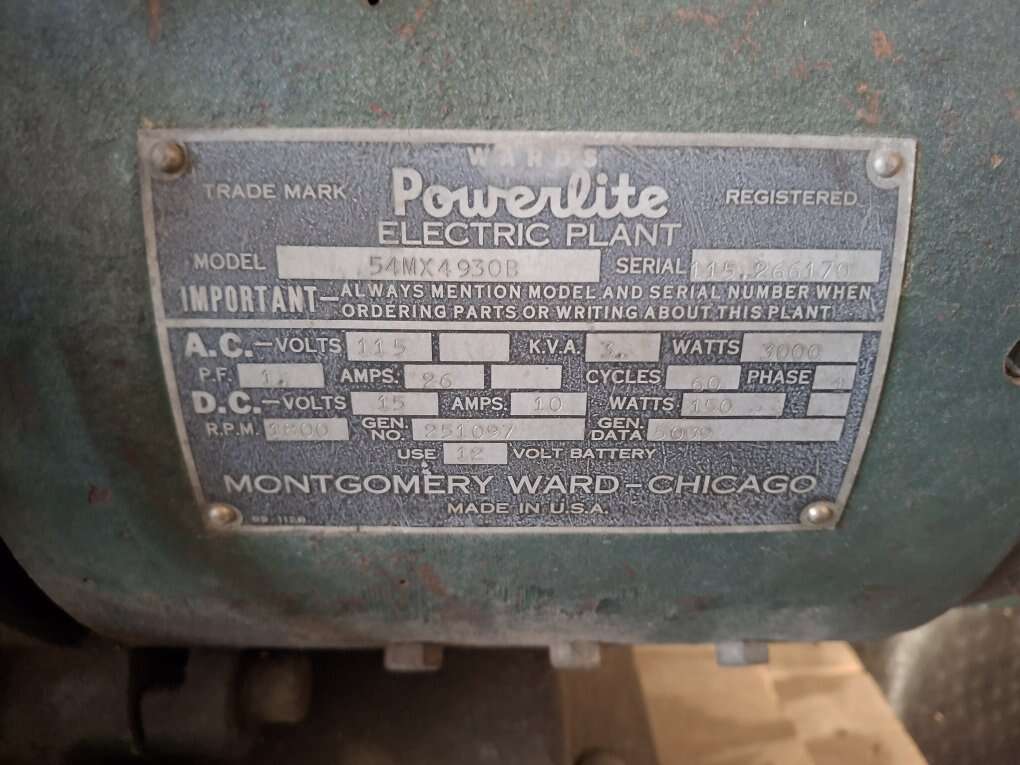 WARDS
TRADE MARK Powerlite REGISTERED
ELECTRIC PLANT
MODEL 54MX4930B SERIAL 115,266170
IMPORTANT—ALWAYS MENTION MODEL AND SERIAL NUMBER WHEN
ORDERING PARTS OR WRITING ABOUT THIS PLANT
A.C.—VOLTS 115 K.V.A. 3. WATTS 3000
P.F. 1. AMPS. 26 CYCLES 60 PHASE
D.C.—VOLTS 15 AMPS. 10 WATTS 150
R.P.M. 1800 GEN. NO. 251097 GEN. DATA
USE 12 VOLT BATTERY
MONTGOMERY WARD—CHICAGO
MADE IN U.S.A.